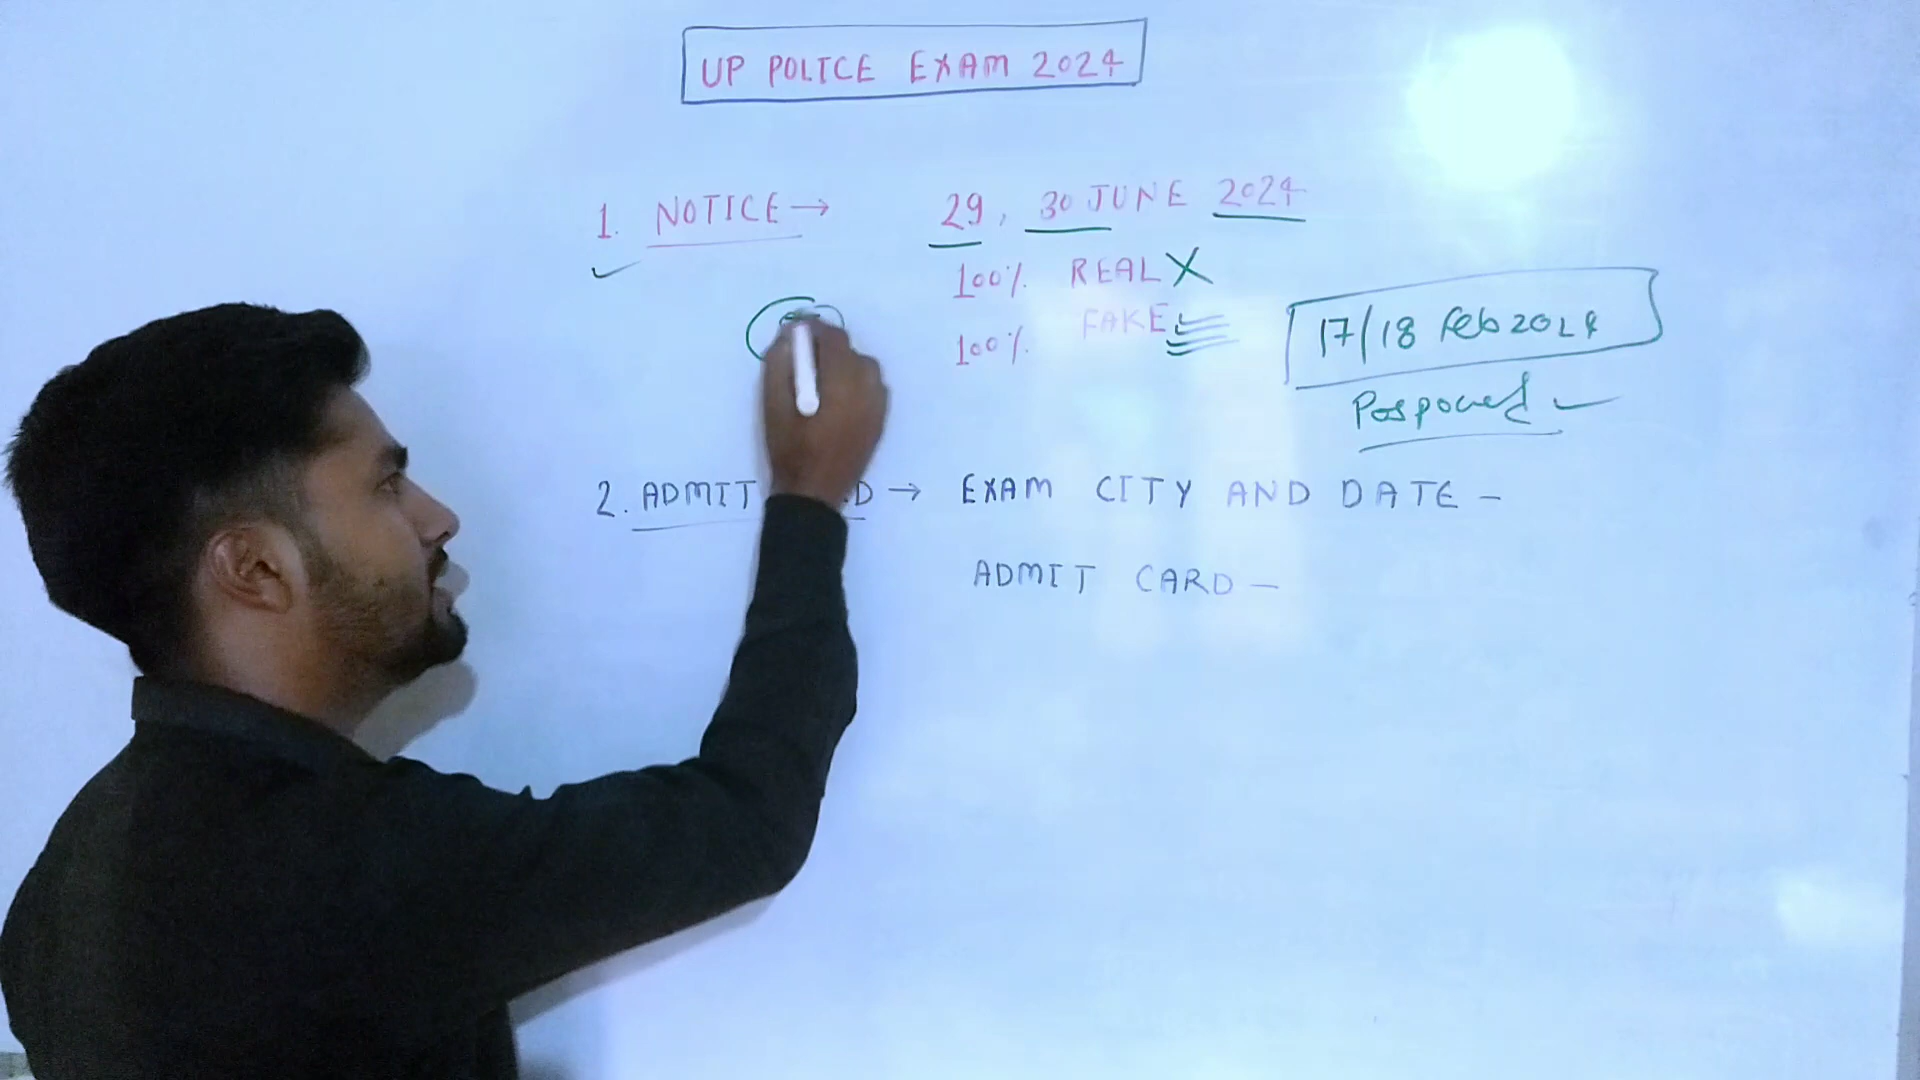 UP POLICE EXAM 2024
1. NOTICE → 29, 30 JUNE 2024
100% REAL X
100% FAKE
17/18 Feb 2024
Posponed
2. ADMIT D → EXAM CITY AND DATE -
ADMIT CARD -